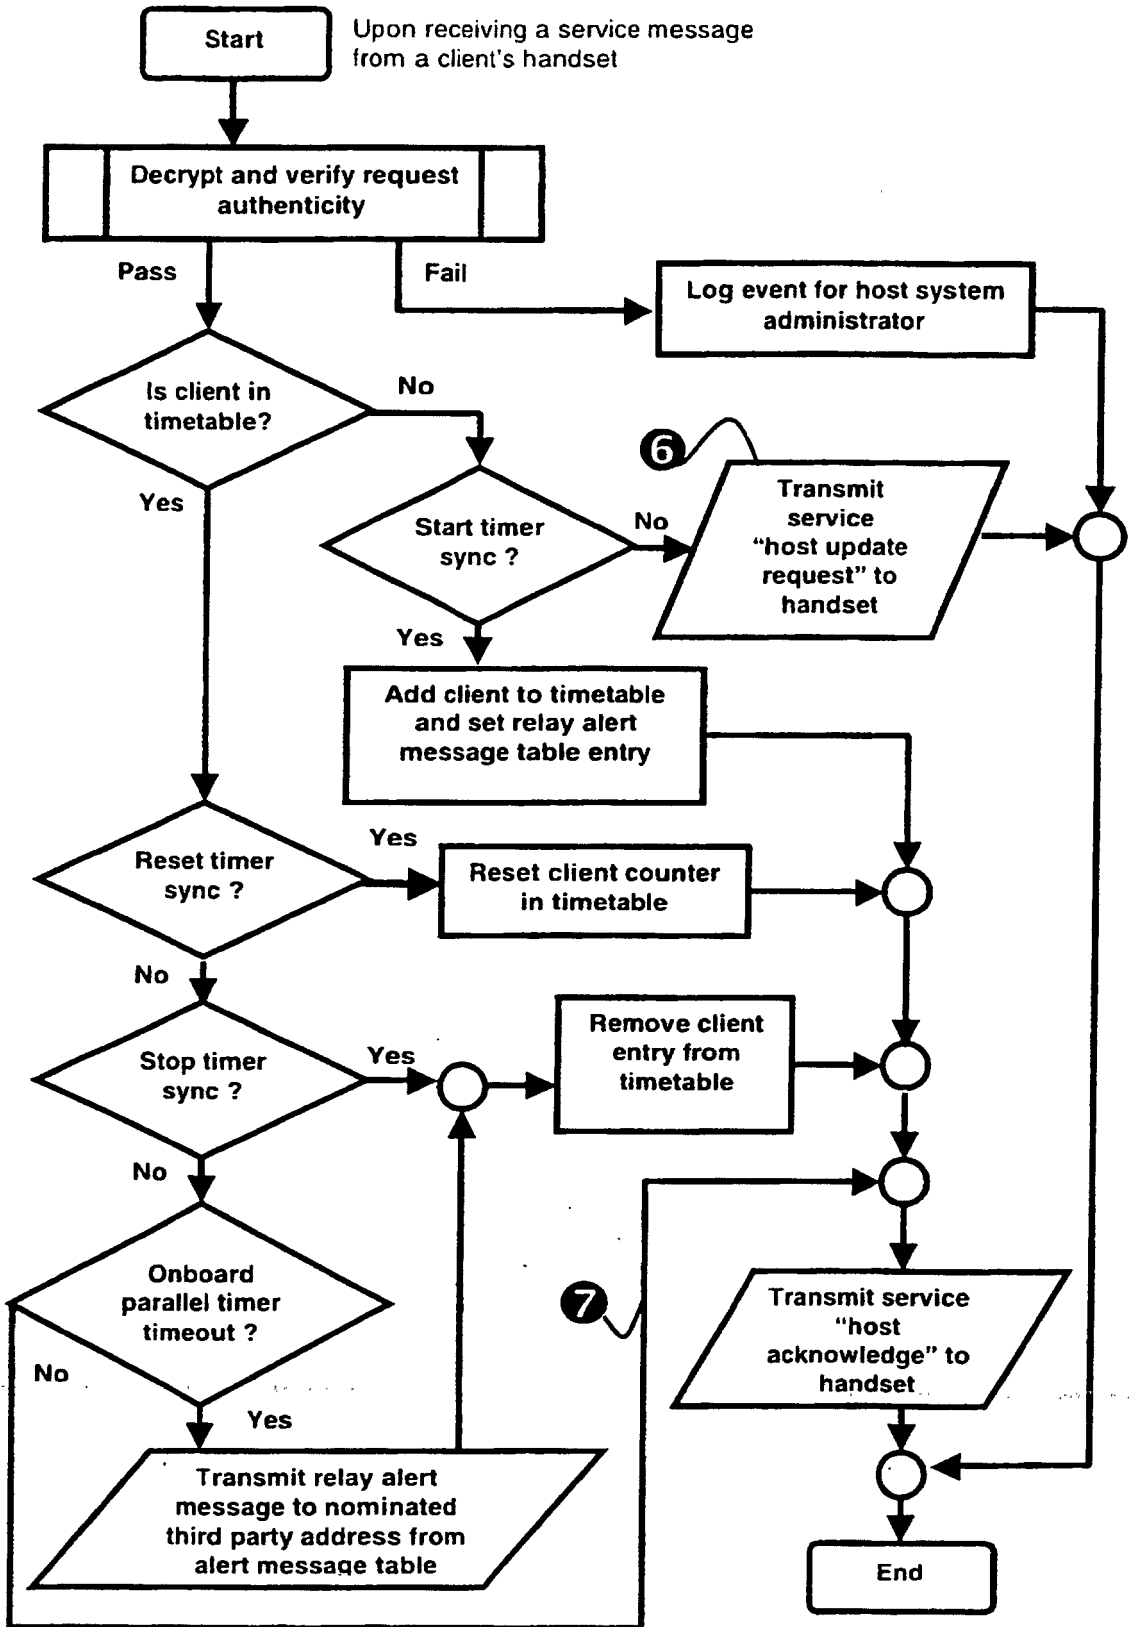 Start
Upon receiving a service message
from a client's handset
Decrypt and verify request
authenticity
Pass
Fail
Log event for host system
administrator
Is client in
timetable?
No
6
Transmit
service
“host update
request” to
handset
Yes
Start timer
sync ?
No
Yes
Add client to timetable
and set relay alert
message table entry
Reset timer
sync ?
Yes
Reset client counter
in timetable
No
Stop timer
sync ?
Yes
Remove client
entry from
timetable
No
Onboard
parallel timer
timeout ?
7
Transmit service
“host
acknowledge” to
handset
No
Yes
Transmit relay alert
message to nominated
third party address from
alert message table
End